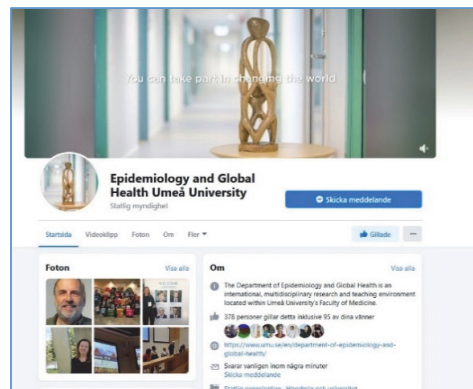 You can take part in changing the world
Epidemiology and Global
Health Umeå University
Statlig myndighet
Skicka meddelande
Startsida Videoklipp Foton Om Fler
Gillade
Foton Visa alla
Om Visa alla
The Department of Epidemiology and Global Health is an
international, multidisciplinary research and teaching environment
located within Umeå University's Faculty of Medicine.
378 personer gillar detta inklusive 95 av dina vänner
https://www.umu.se/en/department-of-epidemiology-and-
global-health/
Svarar vanligen inom några minuter
Skicka meddelande